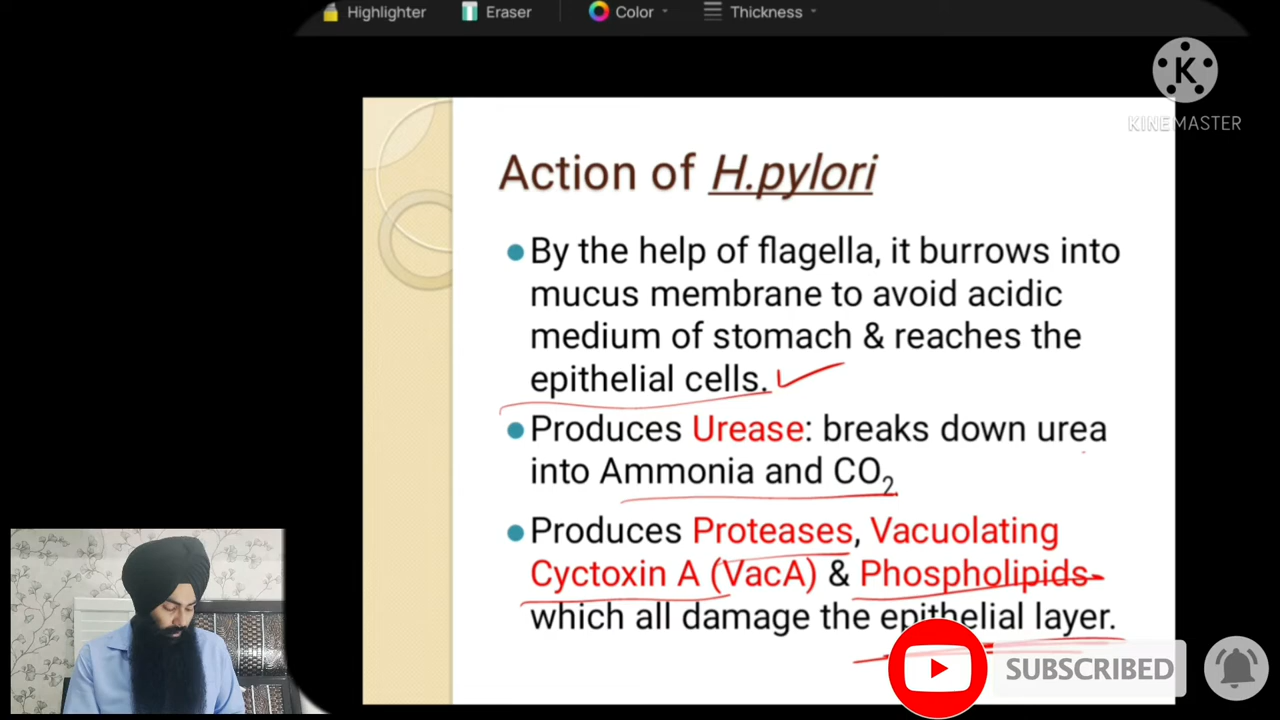 Highlighter Eraser Color Thickness
KINEMASTER
Action of H.pylori
By the help of flagella, it burrows into
mucus membrane to avoid acidic
medium of stomach & reaches the
epithelial cells.
Produces Urease: breaks down urea
into Ammonia and CO2
Produces Proteases, Vacuolating
Cyctoxin A (VacA) & Phospholipids
which all damage the epithelial layer.
SUBSCRIBED